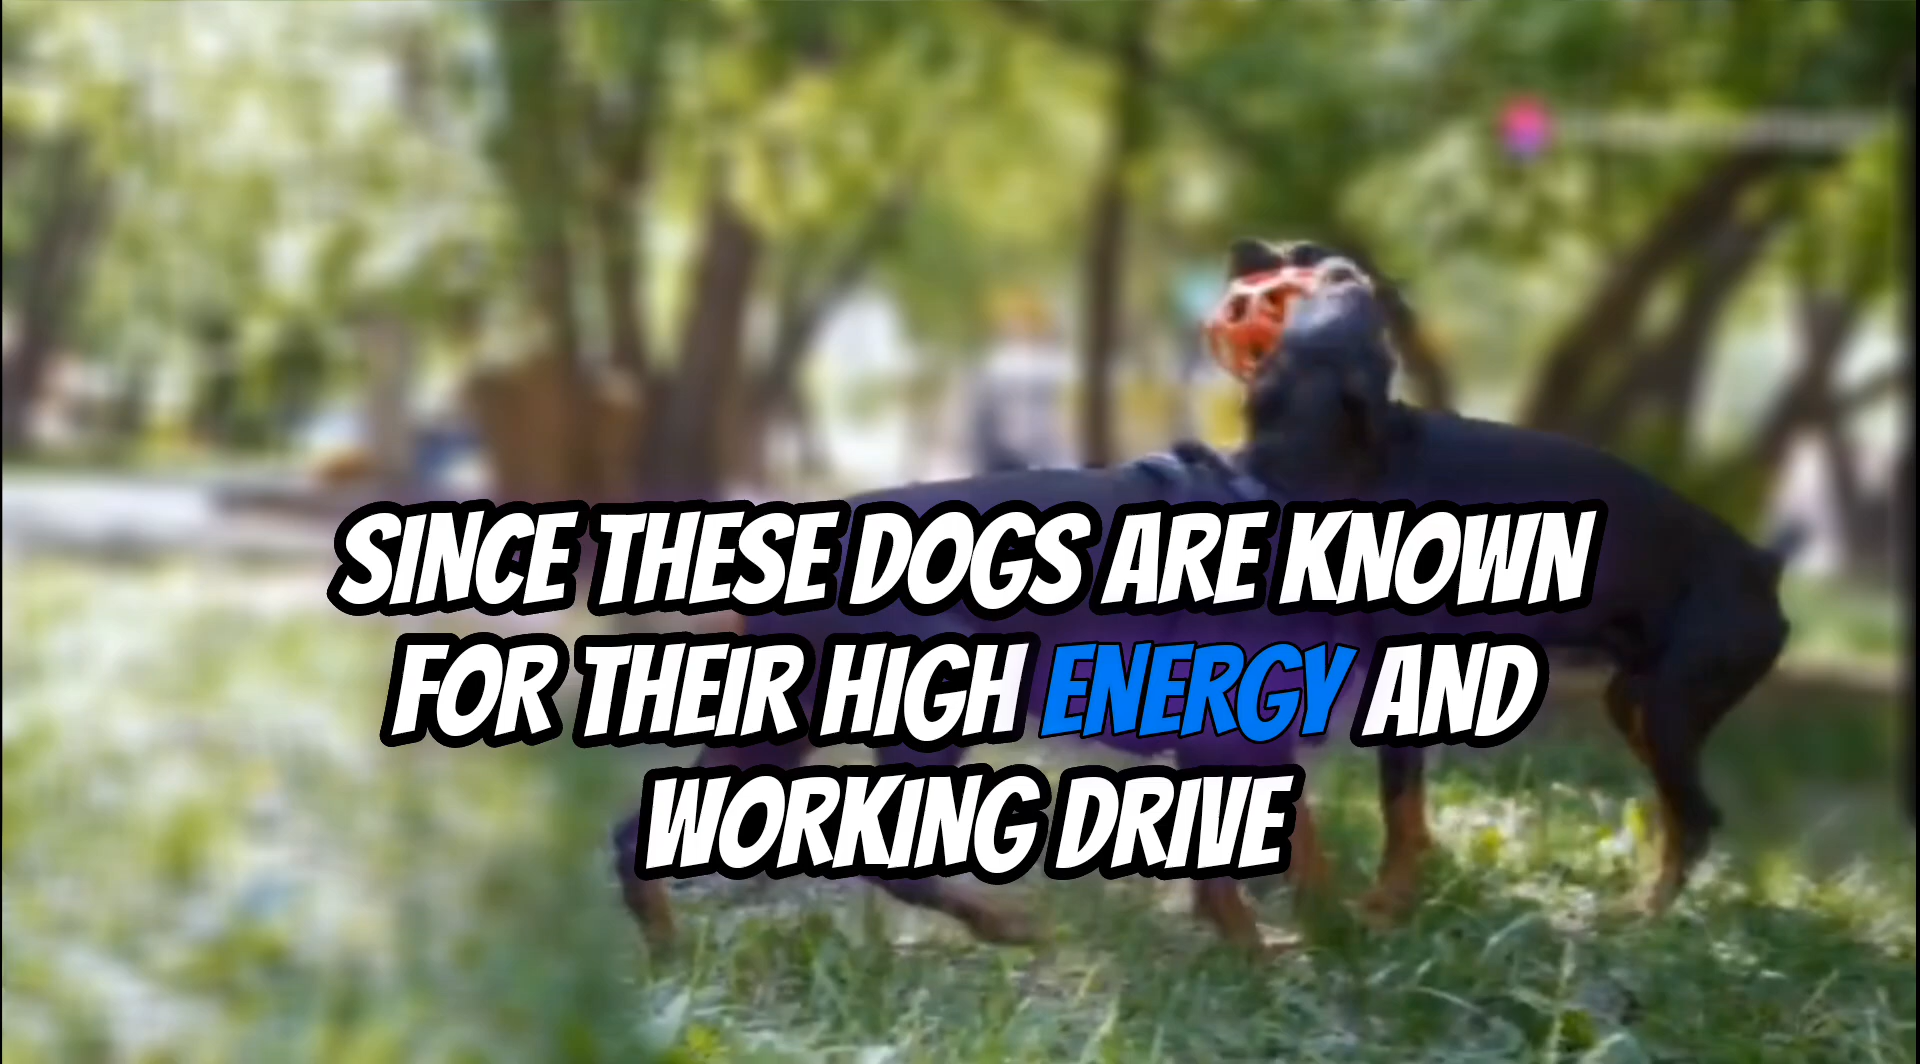 SINCE THESE DOGS ARE KNOWN
FOR THEIR HIGH ENERGY AND
WORKING DRIVE